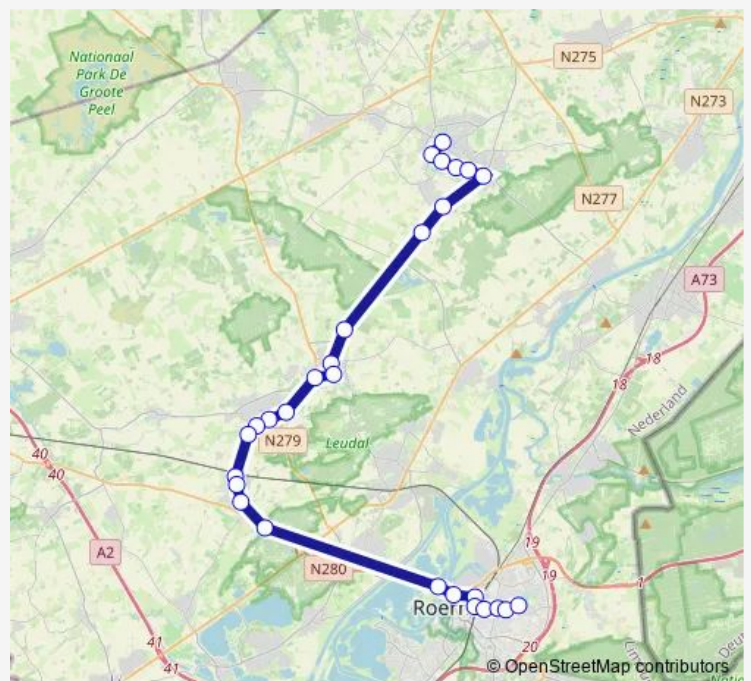 Nationaal
Park De
Groote
Peel
N275
N273
N277
A73
18
18
Nederland
N279
Leudal
40
40
A2
N280
19
19
1
Roerm
20
41
41
© OpenStreetMap contributors